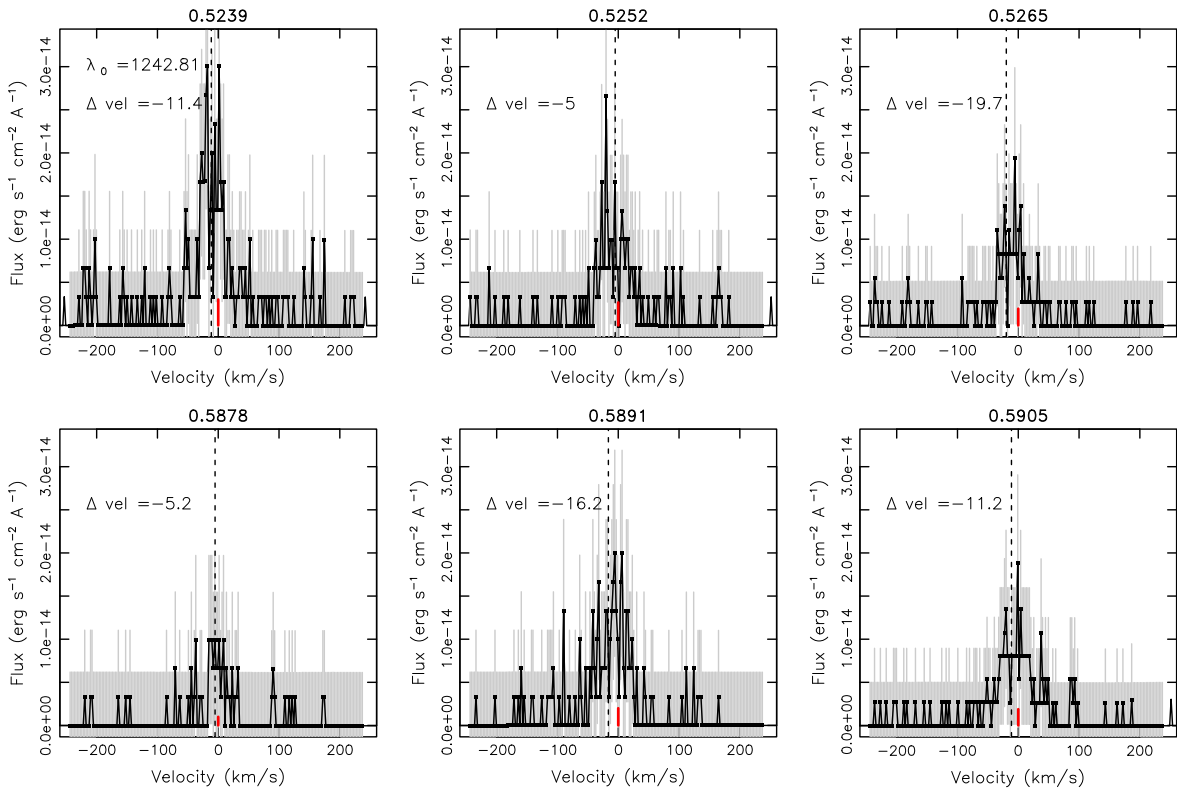 0.5239
λ₀ =1242.81
Δ vel =−11.4
Flux (erg s⁻¹ cm⁻² A⁻¹)
0.0e+00 1.0e−14 2.0e−14 3.0e−14
−200 −100 0 100 200
Velocity (km/s)
0.5252
Δ vel =−5
Flux (erg s⁻¹ cm⁻² A⁻¹)
0.0e+00 1.0e−14 2.0e−14 3.0e−14
−200 −100 0 100 200
Velocity (km/s)
0.5265
Δ vel =−19.7
Flux (erg s⁻¹ cm⁻² A⁻¹)
0.0e+00 1.0e−14 2.0e−14 3.0e−14
−200 −100 0 100 200
Velocity (km/s)
0.5878
Δ vel =−5.2
Flux (erg s⁻¹ cm⁻² A⁻¹)
0.0e+00 1.0e−14 2.0e−14 3.0e−14
−200 −100 0 100 200
Velocity (km/s)
0.5891
Δ vel =−16.2
Flux (erg s⁻¹ cm⁻² A⁻¹)
0.0e+00 1.0e−14 2.0e−14 3.0e−14
−200 −100 0 100 200
Velocity (km/s)
0.5905
Δ vel =−11.2
Flux (erg s⁻¹ cm⁻² A⁻¹)
0.0e+00 1.0e−14 2.0e−14 3.0e−14
−200 −100 0 100 200
Velocity (km/s)